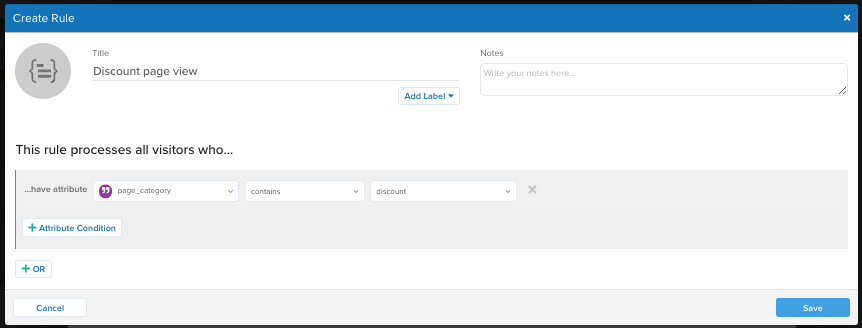 Create Rule ×
Title
Discount page view
Add Label
Notes
Write your notes here...
This rule processes all visitors who...
...have attribute page_category contains discount
+ Attribute Condition
+ OR
Cancel Save